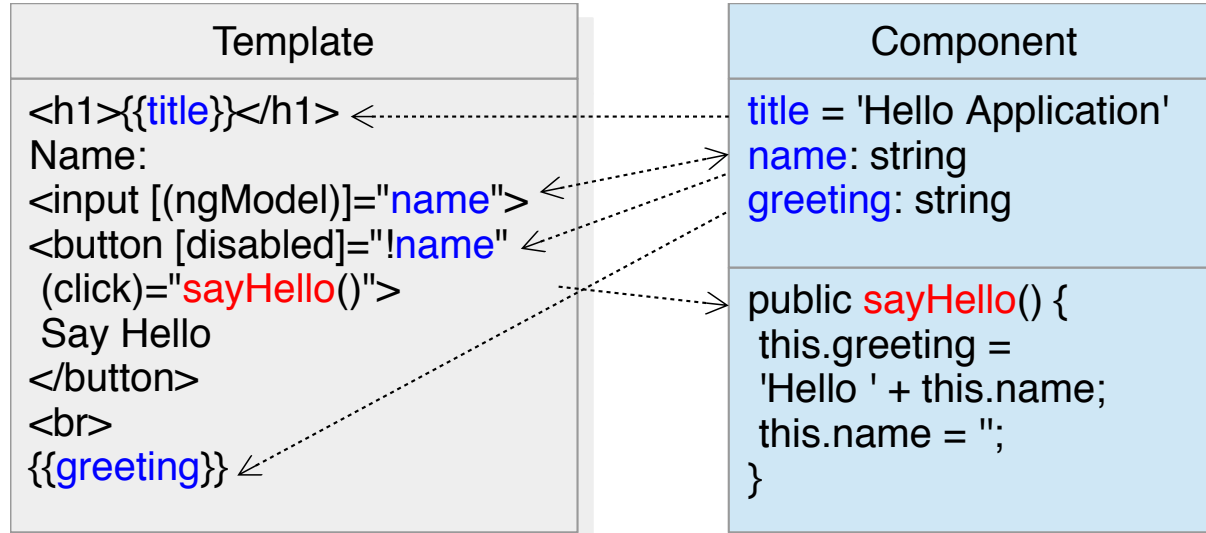 Template
<h1>{{title}}</h1>
Name:
<input [(ngModel)]="name">
<button [disabled]="!name"
(click)="sayHello()">
Say Hello
</button>
<br>
{{greeting}}
Component
title = 'Hello Application'
name: string
greeting: string
public sayHello() {
this.greeting =
'Hello ' + this.name;
this.name = '';
}